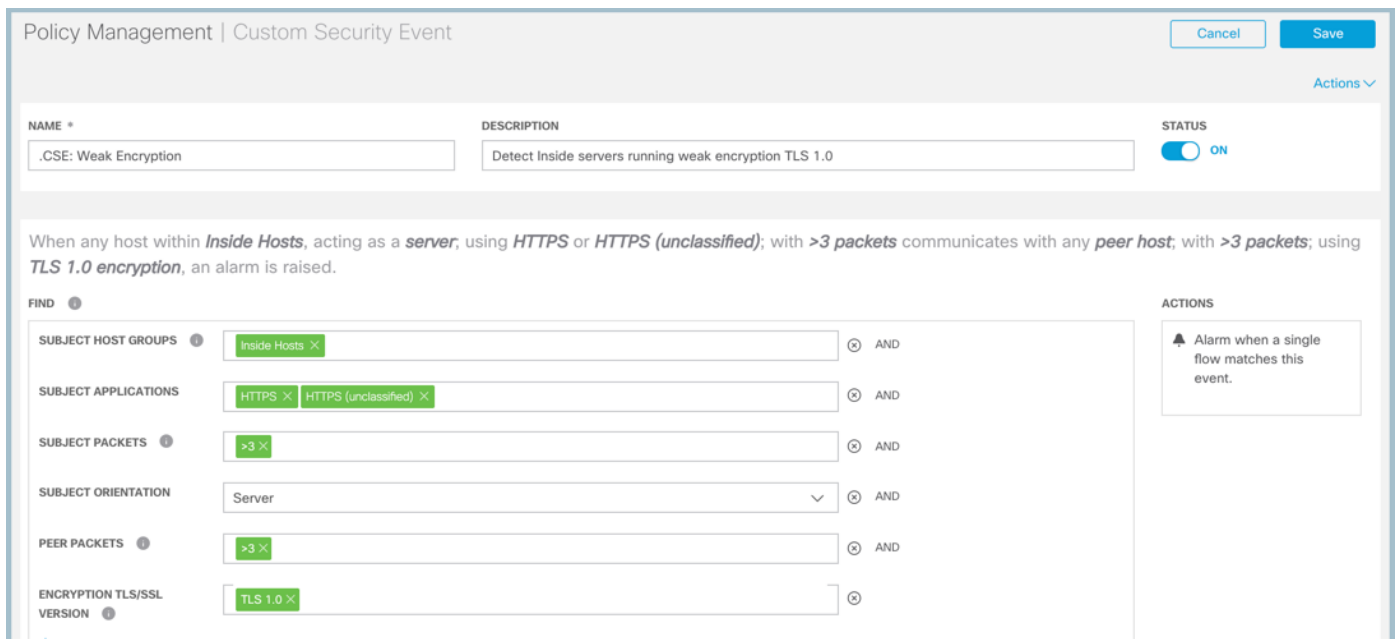 Policy Management | Custom Security Event
Cancel
Save
Actions
NAME *
DESCRIPTION
STATUS
.CSE: Weak Encryption
Detect Inside servers running weak encryption TLS 1.0
ON
When any host within Inside Hosts, acting as a server; using HTTPS or HTTPS (unclassified); with >3 packets communicates with any peer host; with >3 packets; using
TLS 1.0 encryption, an alarm is raised.
FIND
ACTIONS
SUBJECT HOST GROUPS
Inside Hosts
AND
Alarm when a single
flow matches this
event.
SUBJECT APPLICATIONS
HTTPS
HTTPS (unclassified)
AND
SUBJECT PACKETS
>3
AND
SUBJECT ORIENTATION
Server
AND
PEER PACKETS
>3
AND
ENCRYPTION TLS/SSL
VERSION
TLS 1.0